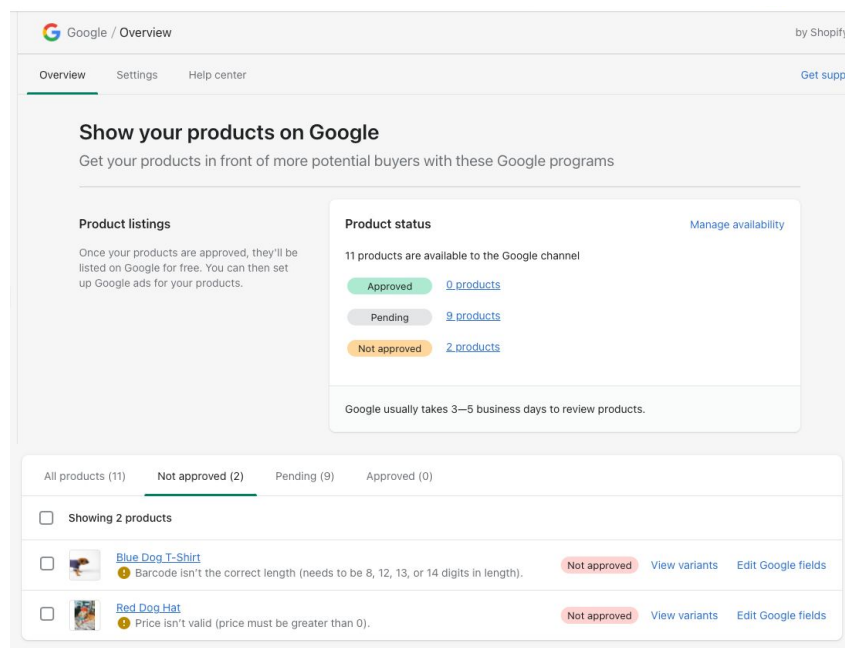 Google / Overview
by Shopify
Overview Settings Help center
Get supp
Show your products on Google
Get your products in front of more potential buyers with these Google programs
Product listings
Once your products are approved, they'll be
listed on Google for free. You can then set
up Google ads for your products.
Product status
Manage availability
11 products are available to the Google channel
Approved 0 products
Pending 9 products
Not approved 2 products
Google usually takes 3—5 business days to review products.
All products (11) Not approved (2) Pending (9) Approved (0)
Showing 2 products
Blue Dog T-Shirt
Barcode isn't the correct length (needs to be 8, 12, 13, or 14 digits in length).
Not approved View variants Edit Google fields
Red Dog Hat
Price isn't valid (price must be greater than 0).
Not approved View variants Edit Google fields